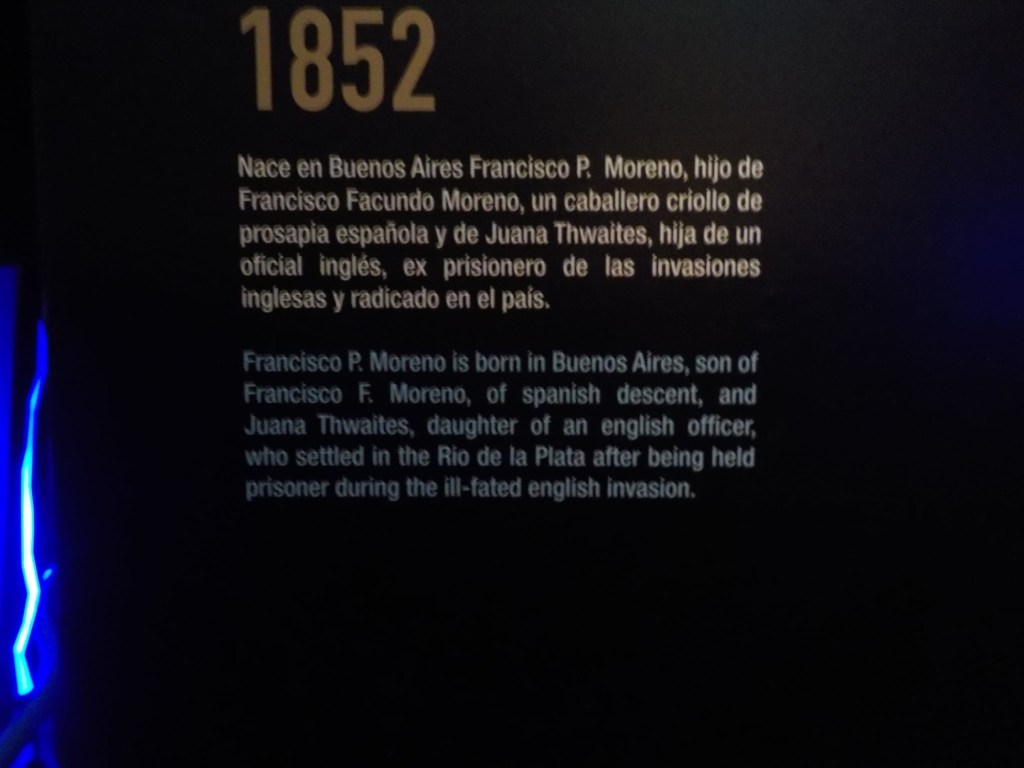 1852
Nace en Buenos Aires Francisco P. Moreno, hijo de
Francisco Facundo Moreno, un caballero criollo de
prosapia española y de Juana Thwaites, hija de un
oficial inglés, ex prisionero de las invasiones
inglesas y radicado en el país.
Francisco P. Moreno is born in Buenos Aires, son of
Francisco F. Moreno, of spanish descent, and
Juana Thwaites, daughter of an english officer,
who settled in the Rio de la Plata after being held
prisoner during the ill-fated english invasion.